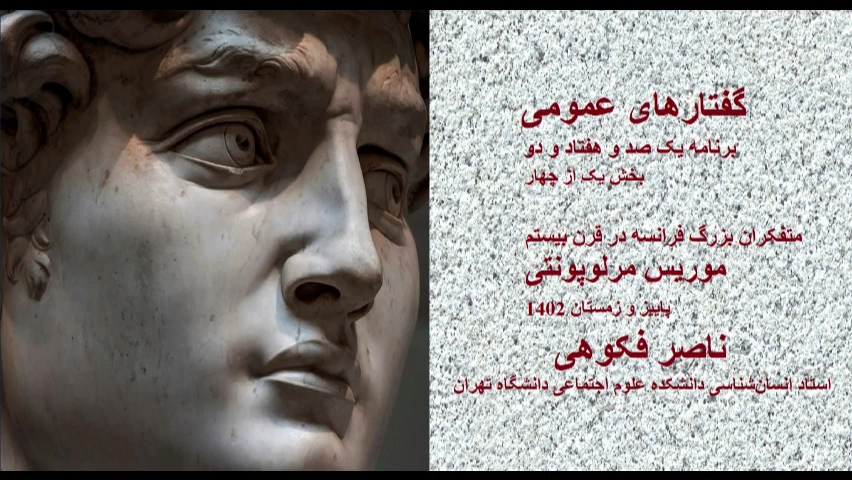 گفتارهای عمومی
برنامه یک صد و هفتاد و دو
بخش یک از چهار
متفکران بزرگ فرانسه در قرن بیستم
موریس مرلوپونتی
پاییز و زمستان 1402
ناصر فکوهی
استاد انسان‌شناسی دانشکده علوم اجتماعی دانشگاه تهران